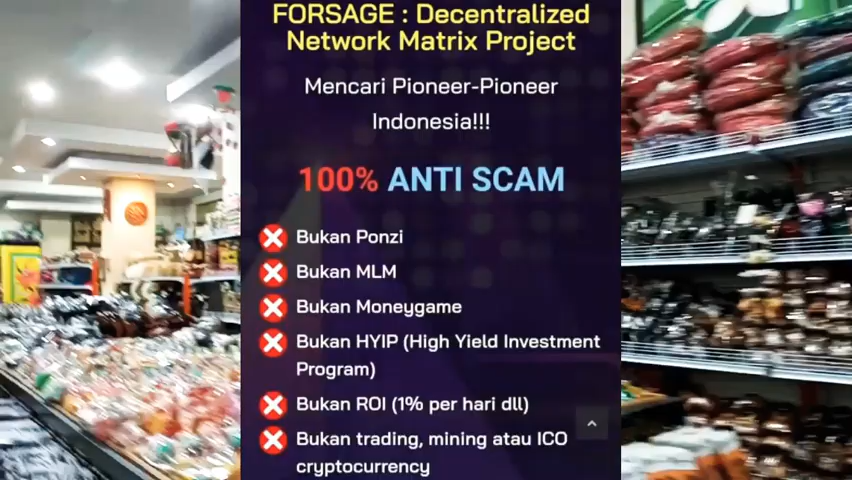 FORSAGE : Decentralized
Network Matrix Project
Mencari Pioneer-Pioneer
Indonesia!!!
100% ANTI SCAM
Bukan Ponzi
Bukan MLM
Bukan Moneygame
Bukan HYIP (High Yield Investment
Program)
Bukan ROI (1% per hari dll)
Bukan trading, mining atau ICO
cryptocurrency